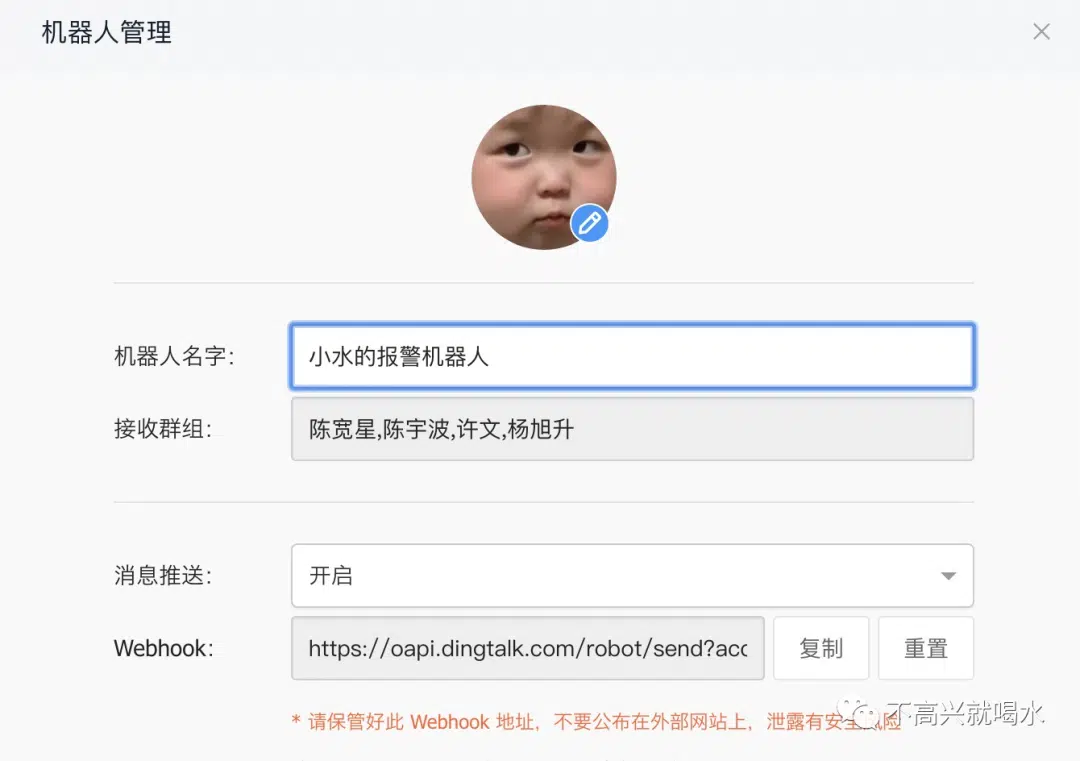 机器人管理
机器人名字：
小水的报警机器人
接收群组：
陈宽星,陈宇波,许文,杨旭升
消息推送：
开启
Webhook：
https://oapi.dingtalk.com/robot/send?acc
复制
重置
* 请保管好此 Webhook 地址，不要公布在外部网站上，泄露有安全风险
不高兴就喝水